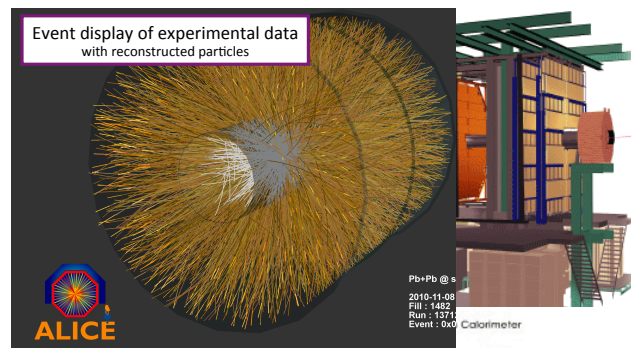 Event display of experimental data
with reconstructed particles
Pb+Pb @ s
2010-11-08
Fill : 1482
Run : 1371
Event : 0x0
Calorimeter
ALICE